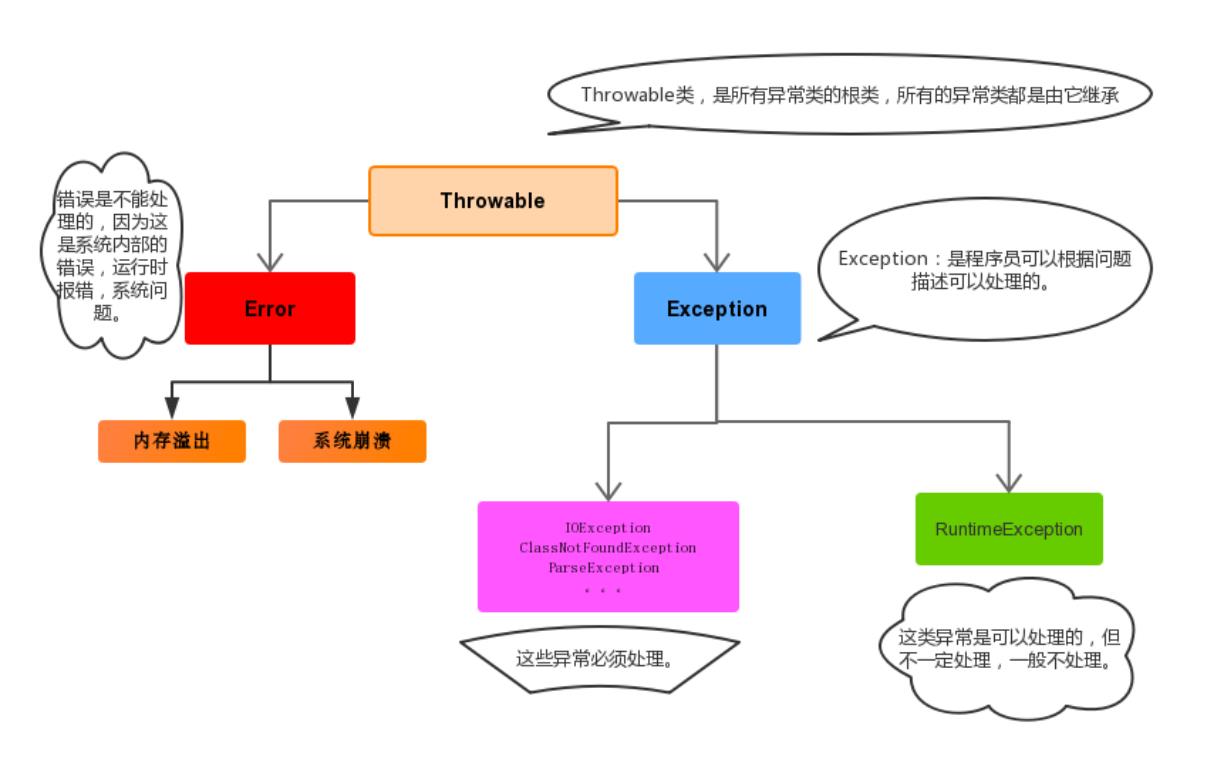 Throwable类，是所有异常类的根类，所有的异常类都是由它继承
Throwable
错误是不能处
理的，因为这
是系统内部的
错误，运行时
报错，系统问
题。
Error
Exception
Exception：是程序员可以根据问题
描述可以处理的。
内存溢出
系统崩溃
IOException
ClassNotFoundException
ParseException
。。。
RuntimeException
这些异常必须处理。
这类异常是可以处理的，但
不一定处理，一般不处理。